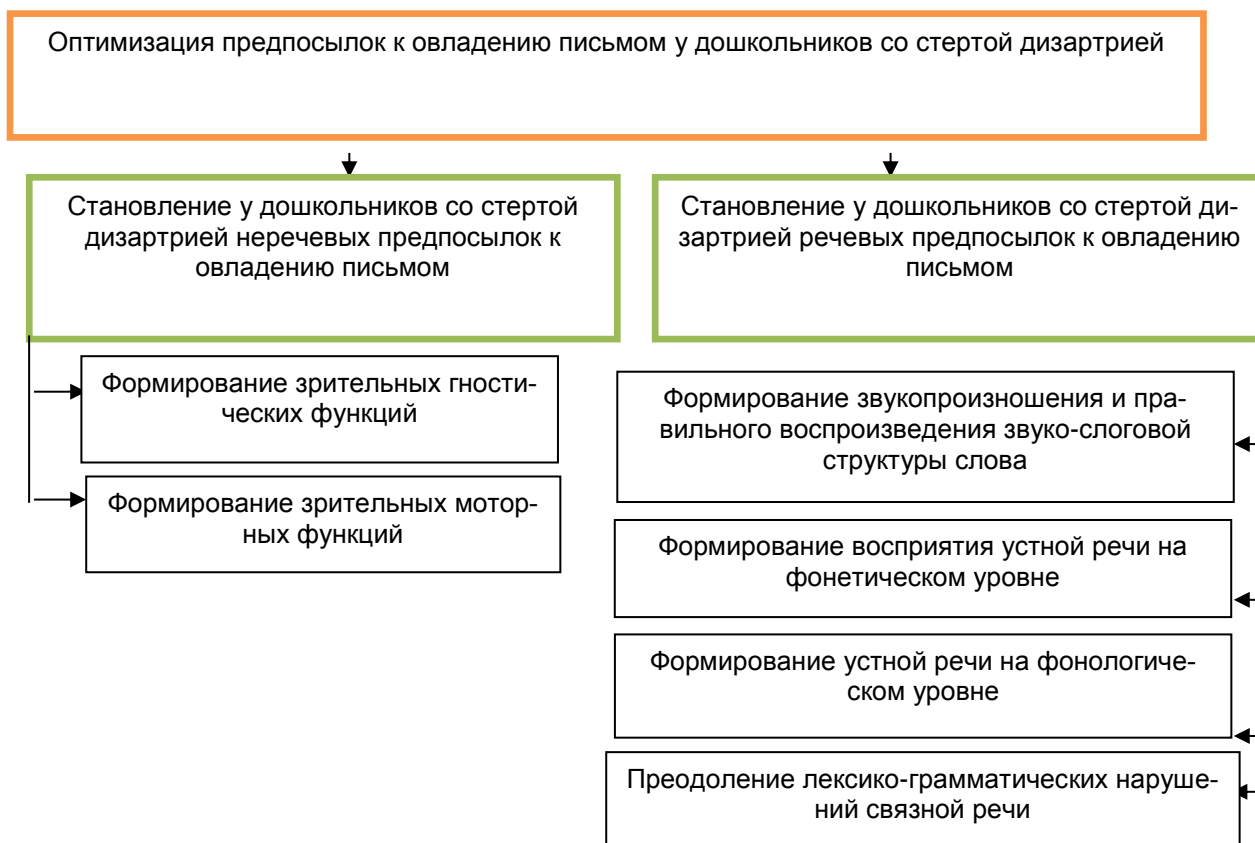 Оптимизация предпосылок к овладению письмом у дошкольников со стертой дизартрией
Становление у дошкольников со стертой
дизартрией неречевых предпосылок к
овладению письмом
Становление у дошкольников со стертой ди-
зартрией речевых предпосылок к овладению
письмом
Формирование зрительных гности-
ческих функций
Формирование зрительных мотор-
ных функций
Формирование звукопроизношения и пра-
вильного воспроизведения звуко-слоговой
структуры слова
Формирование восприятия устной речи на
фонетическом уровне
Формирование устной речи на фонологиче-
ском уровне
Преодоление лексико-грамматических наруше-
ний связной речи